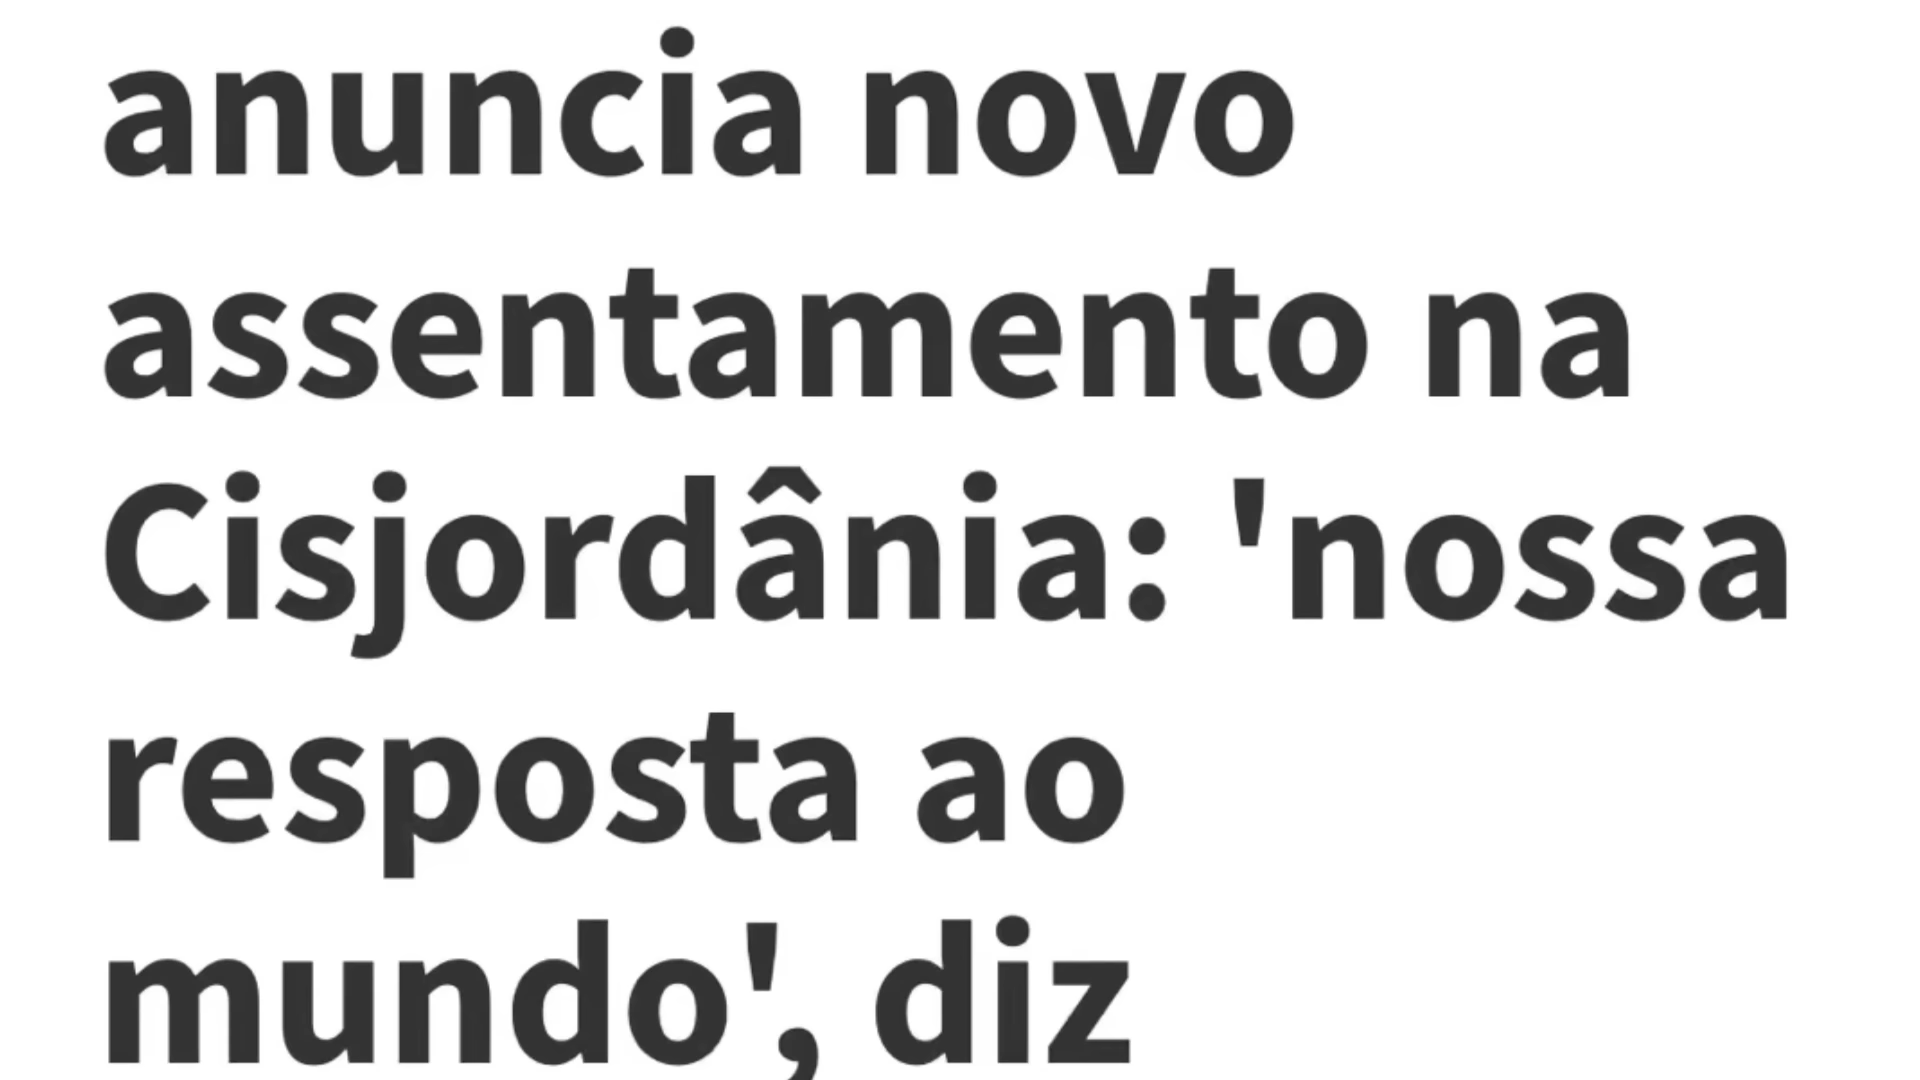 anuncia novo
assentamento na
Cisjordânia: 'nossa
resposta ao
mundo', diz